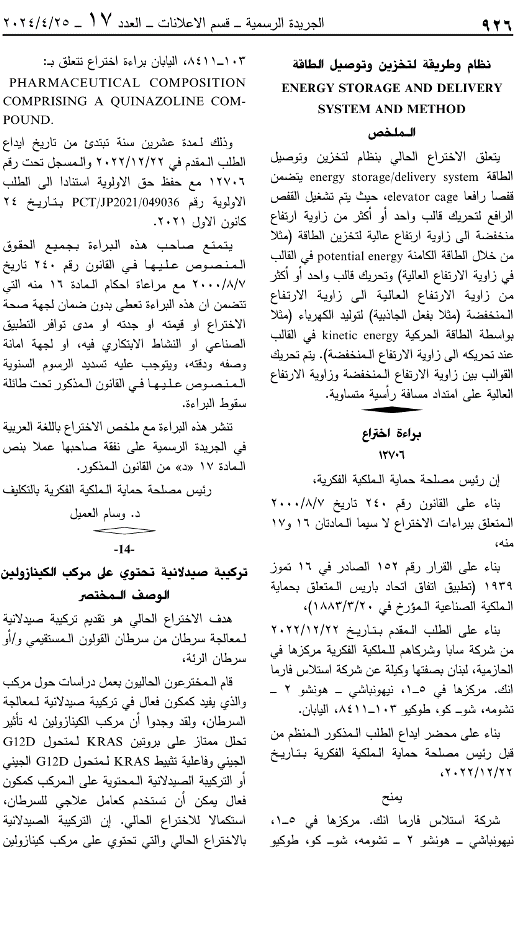 ٩٢٦
الجريدة الرسمية – قسم الاعلانات – العدد ١٧ – ٢٠٢٤/٤/٢٥
نظام وطريقة لتخزين وتوصيل الطاقة
ENERGY STORAGE AND DELIVERY
SYSTEM AND METHOD
الملخص
يتعلق الاختراع الحالي بنظام لتخزين وتوصيل
الطاقة energy storage/delivery system يتضمن
قفصا رافعا elevator cage، حيث يتم تشغيل القفص
الرافع لتحريك قالب واحد أو أكثر من زاوية ارتفاع
منخفضة الى زاوية ارتفاع عالية لتخزين الطاقة (مثلا
من خلال الطاقة الكامنة potential energy في القالب
في زاوية الارتفاع العالية) وتحريك قالب واحد أو أكثر
من زاوية الارتفاع العالية الى زاوية الارتفاع
المنخفضة (مثلا بفعل الجاذبية) لتوليد الكهرباء (مثلا
بواسطة الطاقة الحركية kinetic energy في القالب
عند تحريكه الى زاوية الارتفاع المنخفضة). يتم تحريك
القوالب بين زاوية الارتفاع المنخفضة وزاوية الارتفاع
العالية على امتداد مسافة رأسية متساوية.
براءة اختراع
١٢٧٠٦
إن رئيس مصلحة حماية الملكية الفكرية،
بناء على القانون رقم ٢٤٠ تاريخ ٢٠٠٠/٨/٧
المتعلق ببراءات الاختراع لا سيما المادتان ١٦ و١٧
منه،
بناء على القرار رقم ١٥٢ الصادر في ١٦ تموز
١٩٣٩ (تطبيق اتفاق اتحاد باريس المتعلق بحماية
الملكية الصناعية المؤرخ في ١٨٨٣/٣/٢٠)،
بناء على الطلب المقدم بتاريخ ٢٠٢٢/١٢/٢٢
من شركة سابا وشركاهم للملكية الفكرية مركزها في
الحازمية، لبنان بصفتها وكيلة عن شركة استلاس فارما
انك. مركزها في ٥–١، نيهونباشي – هونشو ٢ –
تشومه، شوـ كو، طوكيو ١٠٣–٨٤١١، اليابان.
بناء على محضر ايداع الطلب المذكور المنظم من
قبل رئيس مصلحة حماية الملكية الفكرية بتاريخ
٢٠٢٢/١٢/٢٢،
يمنح
شركة استلاس فارما انك. مركزها في ٥–١،
نيهونباشي – هونشو ٢ – تشومه، شوـ كو، طوكيو
١٠٣–٨٤١١، اليابان براءة اختراع تتعلق بـ:
PHARMACEUTICAL COMPOSITION
COMPRISING A QUINAZOLINE COM-
POUND.
وذلك لمدة عشرين سنة تبتدئ من تاريخ ايداع
الطلب المقدم في ٢٠٢٢/١٢/٢٢ والمسجل تحت رقم
١٢٧٠٦ مع حفظ حق الاولوية استنادا الى الطلب
الاولوية رقم PCT/JP2021/049036 بتاريخ ٢٤
كانون الاول ٢٠٢١.
يتمتع صاحب هذه البراءة بجميع الحقوق
المنصوص عليها في القانون رقم ٢٤٠ تاريخ
٢٠٠٠/٨/٧ مع مراعاة احكام المادة ١٦ منه التي
تتضمن ان هذه البراءة تعطى بدون ضمان لجهة صحة
الاختراع او قيمته او جدته او مدى توافر التطبيق
الصناعي او النشاط الابتكاري فيه، او لجهة امانة
وصفه ودقته، ويتوجب عليه تسديد الرسوم السنوية
المنصوص عليها في القانون المذكور تحت طائلة
سقوط البراءة.
تنشر هذه البراءة مع ملخص الاختراع باللغة العربية
في الجريدة الرسمية على نفقة صاحبها عملا بنص
المادة ١٧ «د» من القانون المذكور.
رئيس مصلحة حماية الملكية الفكرية بالتكليف
د. وسام العميل
-14-
تركيبة صيدلانية تحتوي على مركب الكينازولين
الوصف المختصر
هدف الاختراع الحالي هو تقديم تركيبة صيدلانية
لمعالجة سرطان من سرطان القولون المستقيمي و/أو
سرطان الرئة،
قام المخترعون الحاليون بعمل دراسات حول مركب
والذي يفيد كمكون فعال في تركيبة صيدلانية لمعالجة
السرطان، ولقد وجدوا أن مركب الكينازولين له تأثير
تحلل ممتاز على بروتين KRAS لمتحول G12D
الجيني وفاعلية تثبيط KRAS لمتحول G12D الجيني
أو التركيبة الصيدلانية المحتوية على المركب كمكون
فعال يمكن أن تستخدم كعامل علاجي للسرطان،
استكمالا للاختراع الحالي. إن التركيبة الصيدلانية
بالاختراع الحالي والتي تحتوي على مركب كينازولين